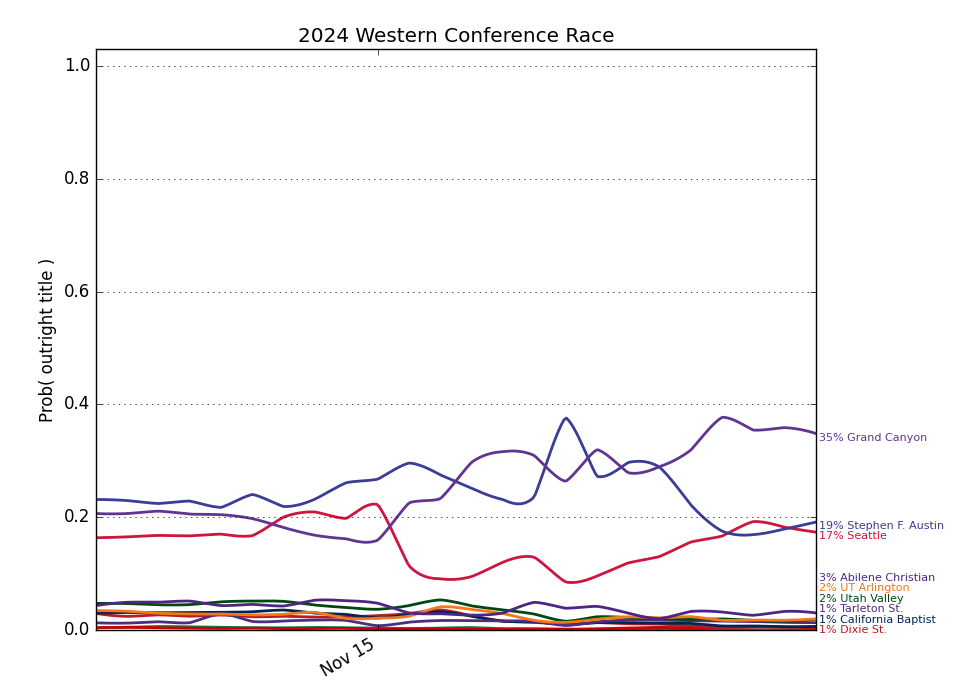 2024 Western Conference Race
1.0
0.8
0.6
0.4
0.2
0.0
Prob( outright title )
Nov 15
35% Grand Canyon
19% Stephen F. Austin
17% Seattle
3% Abilene Christian
2% UT Arlington
2% Utah Valley
1% Tarleton St.
1% California Baptist
1% Dixie St.